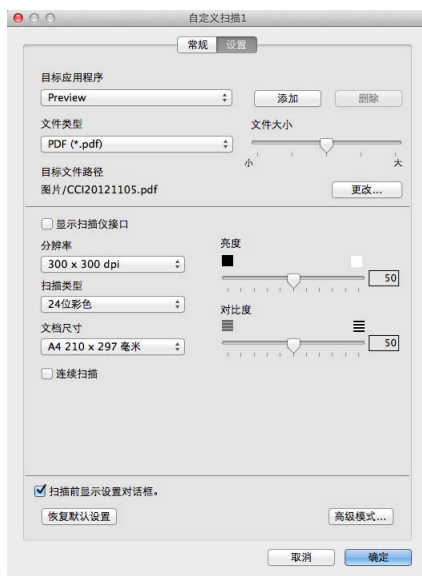 自定义扫描1
常规 设置
目标应用程序
Preview 添加 删除
文件类型 文件大小
PDF (*.pdf)
小 大
目标文件路径
图片/CCI20121105.pdf 更改...
显示扫描仪接口
分辨率 亮度
300 x 300 dpi
50
扫描类型
24位彩色
对比度
文档尺寸
A4 210 x 297 毫米 50
连续扫描
扫描前显示设置对话框。
恢复默认设置 高级模式...
取消 确定